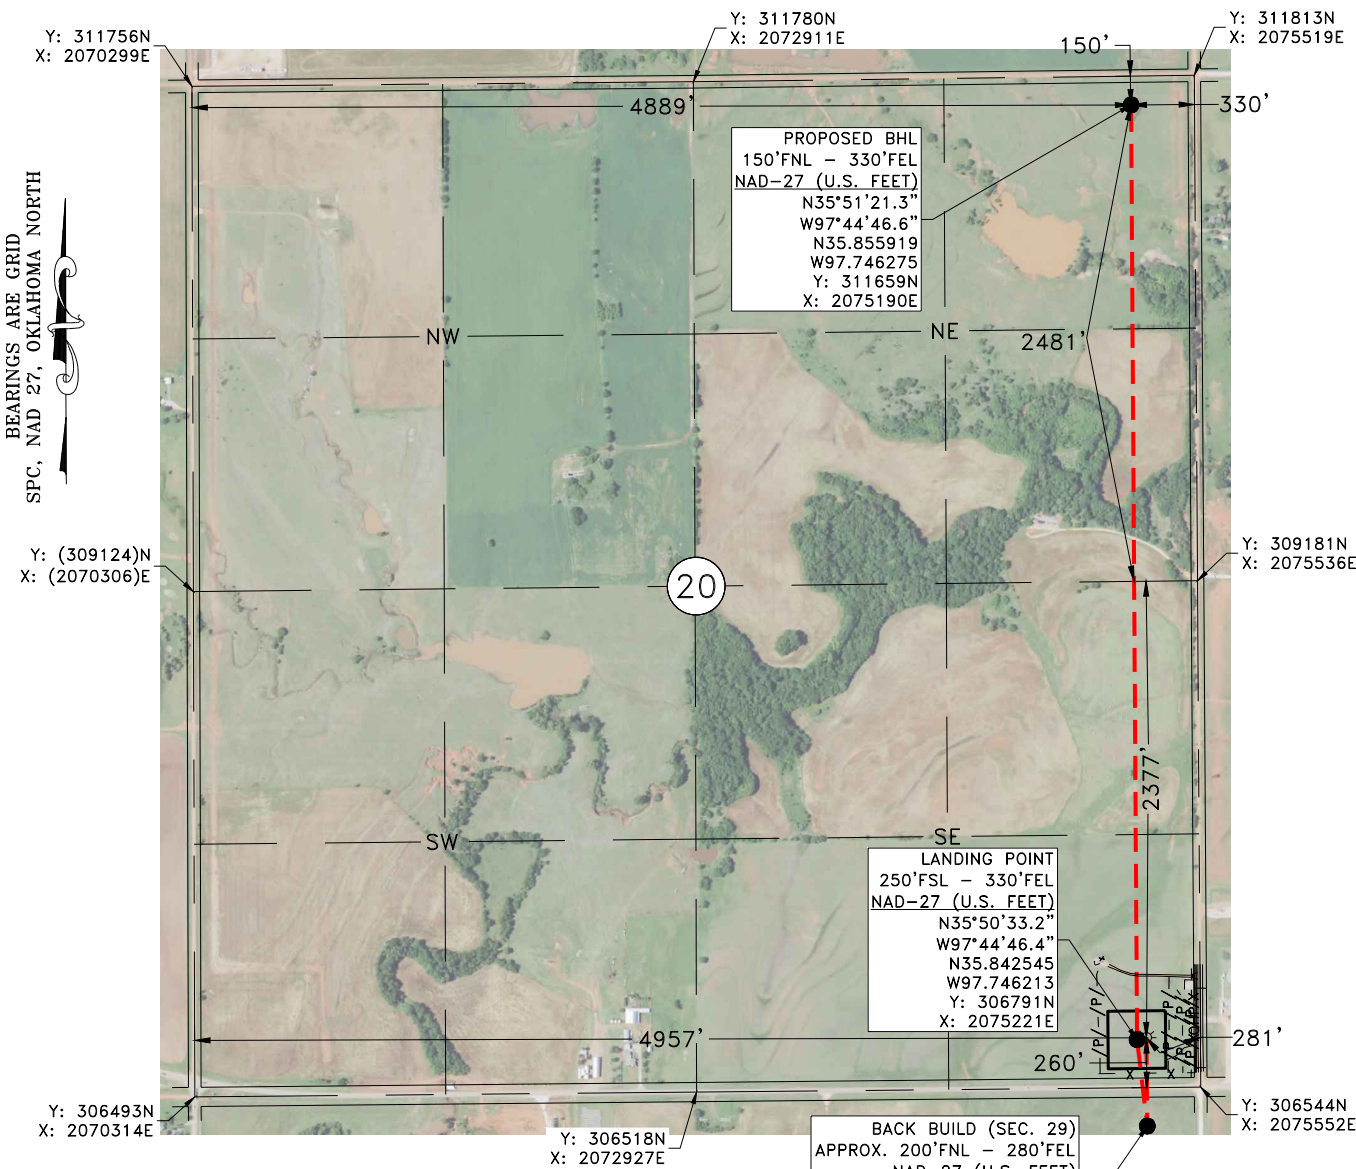 Y: 311756N
X: 2070299E
Y: 311780N
X: 2072911E
Y: 311813N
X: 2075519E
150'
4889'
330'
PROPOSED BHL
150'FNL – 330'FEL
NAD–27 (U.S. FEET)
N35°51'21.3"
W97°44'46.6"
N35.855919
W97.746275
Y: 311659N
X: 2075190E
BEARINGS ARE GRID
SPC, NAD 27, OKLAHOMA NORTH
NW
NE
2481'
Y: (309124)N
X: (2070306)E
20
Y: 309181N
X: 2075536E
2377'
SW
SE
LANDING POINT
250'FSL – 330'FEL
NAD–27 (U.S. FEET)
N35°50'33.2"
W97°44'46.4"
N35.842545
W97.746213
Y: 306791N
X: 2075221E
4957'
281'
260'
Y: 306493N
X: 2070314E
Y: 306518N
X: 2072927E
Y: 306544N
X: 2075552E
BACK BUILD (SEC. 29)
APPROX. 200'FNL – 280'FEL
NAD–27 (U.S. FEET)